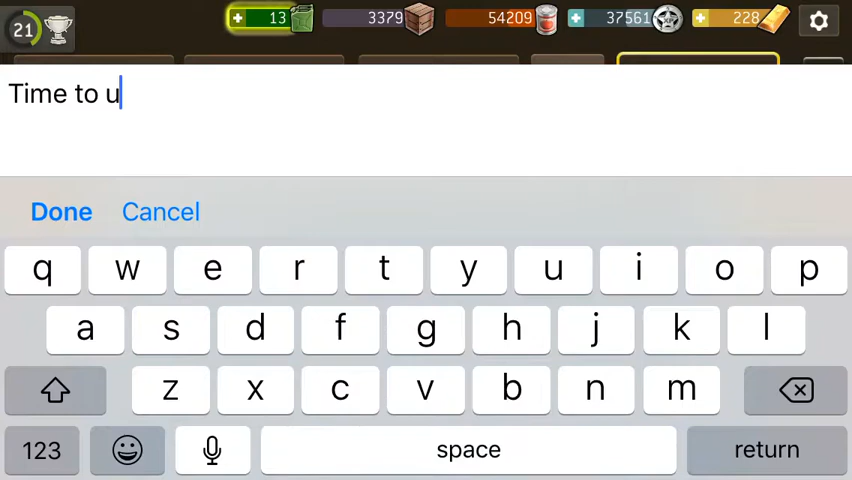 21 13 3379 54209 37561 228
Time to u
Done Cancel
q w e r t y u i o p
a s d f g h j k l
z x c v b n m
123 space return